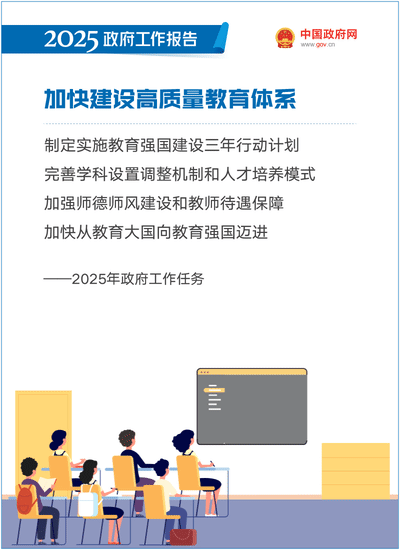 2025政府工作报告
中国政府网
www.gov.cn
加快建设高质量教育体系
制定实施教育强国建设三年行动计划
完善学科设置调整机制和人才培养模式
加强师德师风建设和教师待遇保障
加快从教育大国向教育强国迈进
——2025年政府工作任务